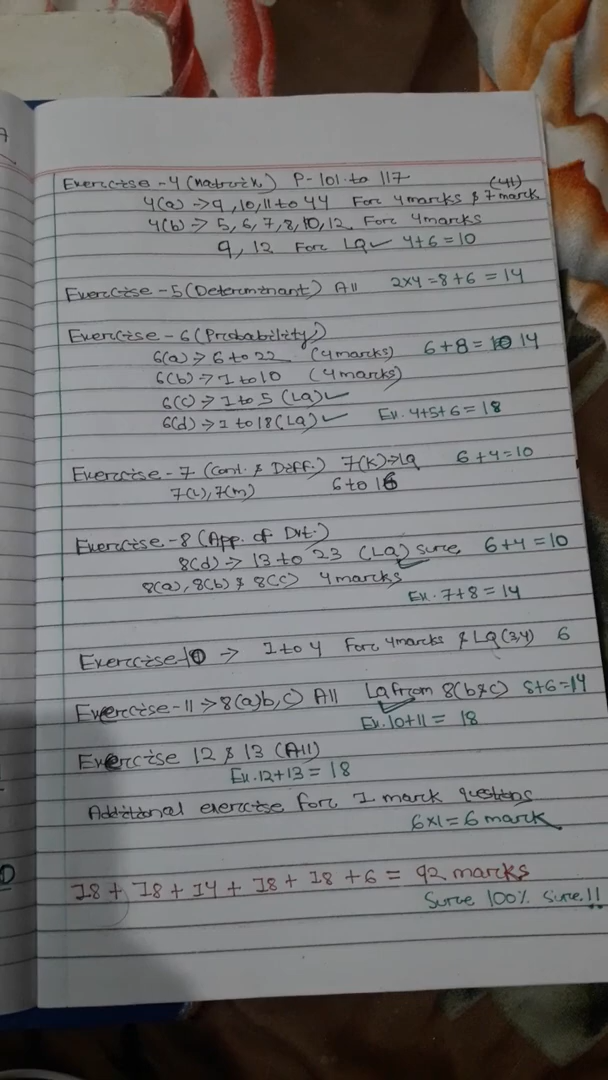 Exercise-4 (Matrix) P-101 to 117 (4t)
4(a) → 9, 10, 11 to 44 For 4 marks & 7 mark
4(b) → 5, 6, 7, 8, 10, 12 For 4 marks
9, 12 For LQ ✓ 4+6=10
Exercise-5 (Determinant) All 2x4=8+6=14
Exercise-6 (Probability)
6(a) → 6 to 22 (4 marks) 6+8= 14
6(b) → 1 to 10 (4 marks)
6(c) → 1 to 5 (LQ) ✓
6(d) → 1 to 18 (LQ) ✓ Ex. 4+5+6=18
Exercise-7 (Cont. & Diff.) 7(K) → LQ 6+4=10
7(L), 7(m) 6 to 16
Exercise-8 (App. of Dvt.)
8(d) → 13 to 23 (LQ) sure 6+4=10
8(a), 8(b) & 8(c) 4 marks
Ex. 7+8=14
Exercise-10 → 1 to 4 For 4 marks & LQ (3,4) 6
Exercise-11 → 8(a)b, c) All LQ from 8(b&c) 8+6=14
Ex. 10+11= 18
Exercise 12 & 13 (All)
Ex. 12+13=18
Additional exercise for 1 mark questions
6x1=6 mark
18 + 18 + 14 + 18 + 18 + 6 = 92 marks
Surve 100% Sure!!